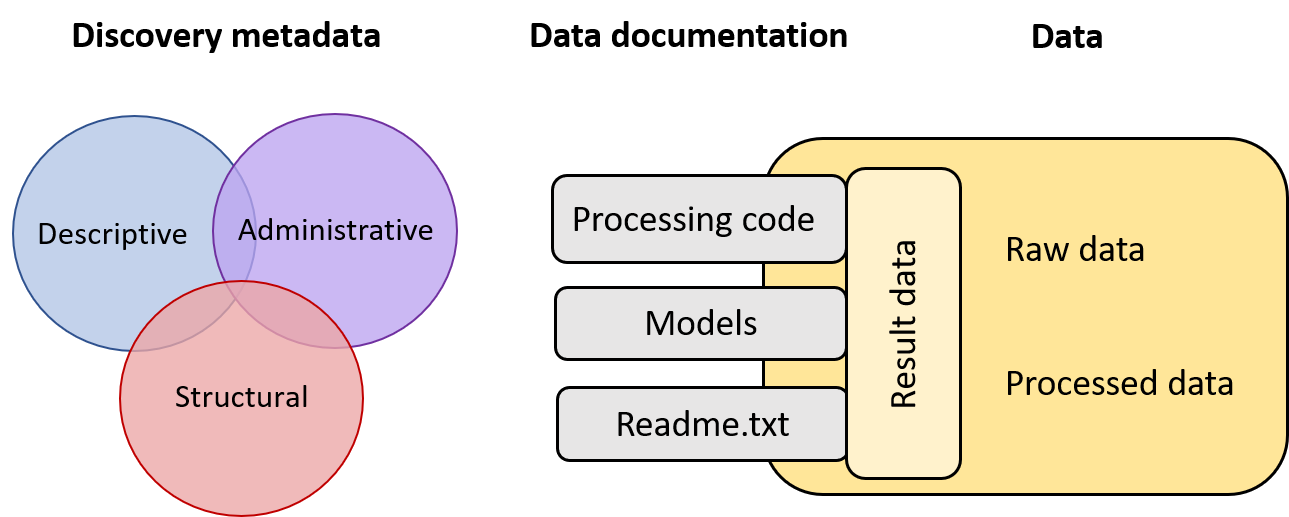 Discovery metadata
Data documentation
Data
Descriptive
Administrative
Structural
Processing code
Models
Readme.txt
Result data
Raw data
Processed data